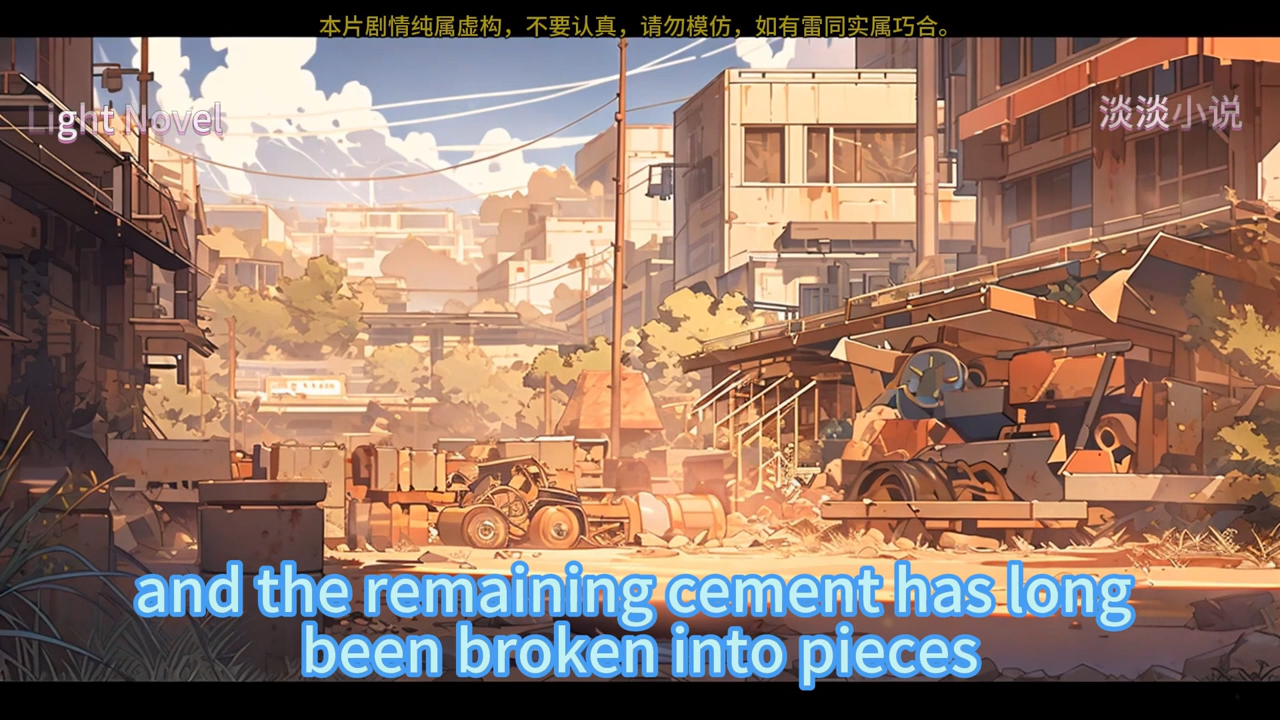 本片剧情纯属虚构，不要认真，请勿模仿，如有雷同实属巧合。
Light Novel
淡淡小说
and the remaining cement has long
been broken into pieces